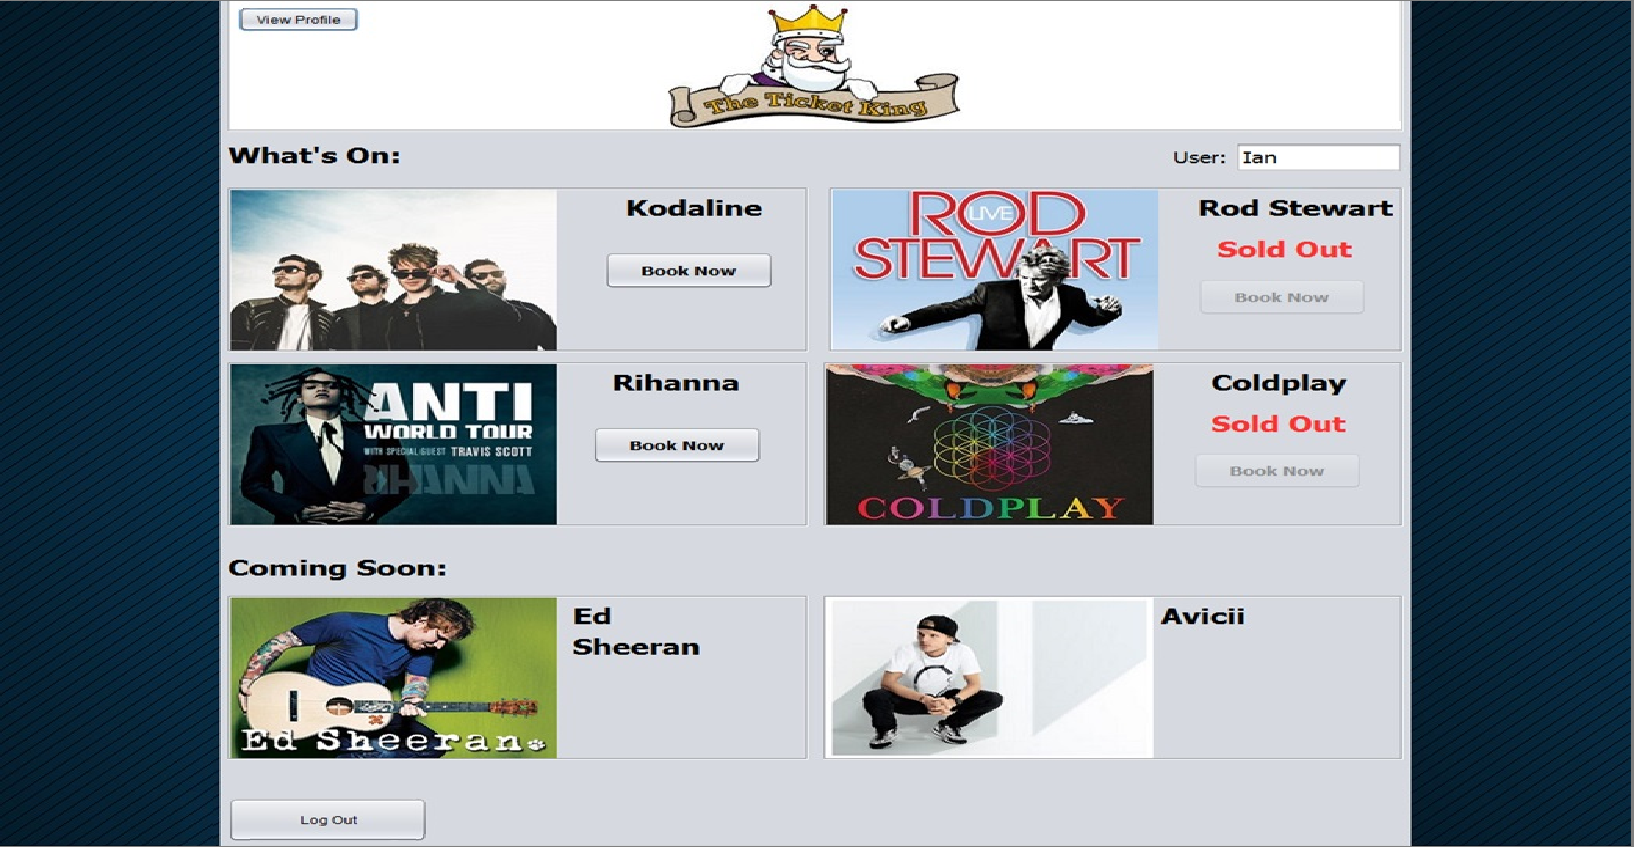 View Profile
The Ticket King
What's On:
User: Ian
Kodaline
Book Now
ROD
LIVE
STEWART
Rod Stewart
Sold Out
Book Now
ANTI
WORLD TOUR
WITH SPECIAL GUEST TRAVIS SCOTT
RIHANNA
Rihanna
Book Now
COLDPLAY
Coldplay
Sold Out
Book Now
Coming Soon:
Ed Sheeran
Ed
Sheeran
Avicii
Log Out